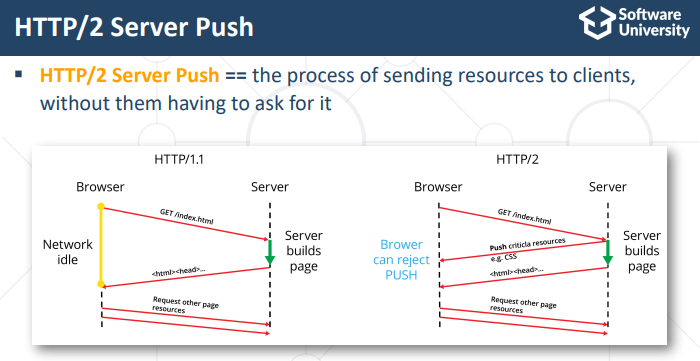 HTTP/2 Server Push
Software
University
▪ HTTP/2 Server Push == the process of sending resources to clients,
without them having to ask for it
HTTP/1.1
Browser
Server
GET /index.html
Network
idle
Server
builds
page
<html><head>...
Request other page
resources
HTTP/2
Browser
Server
GET /index.html
Push criticla resources
e.g. CSS
Brower
can reject
PUSH
Server
builds
page
<html><head>...
Request other page
resources